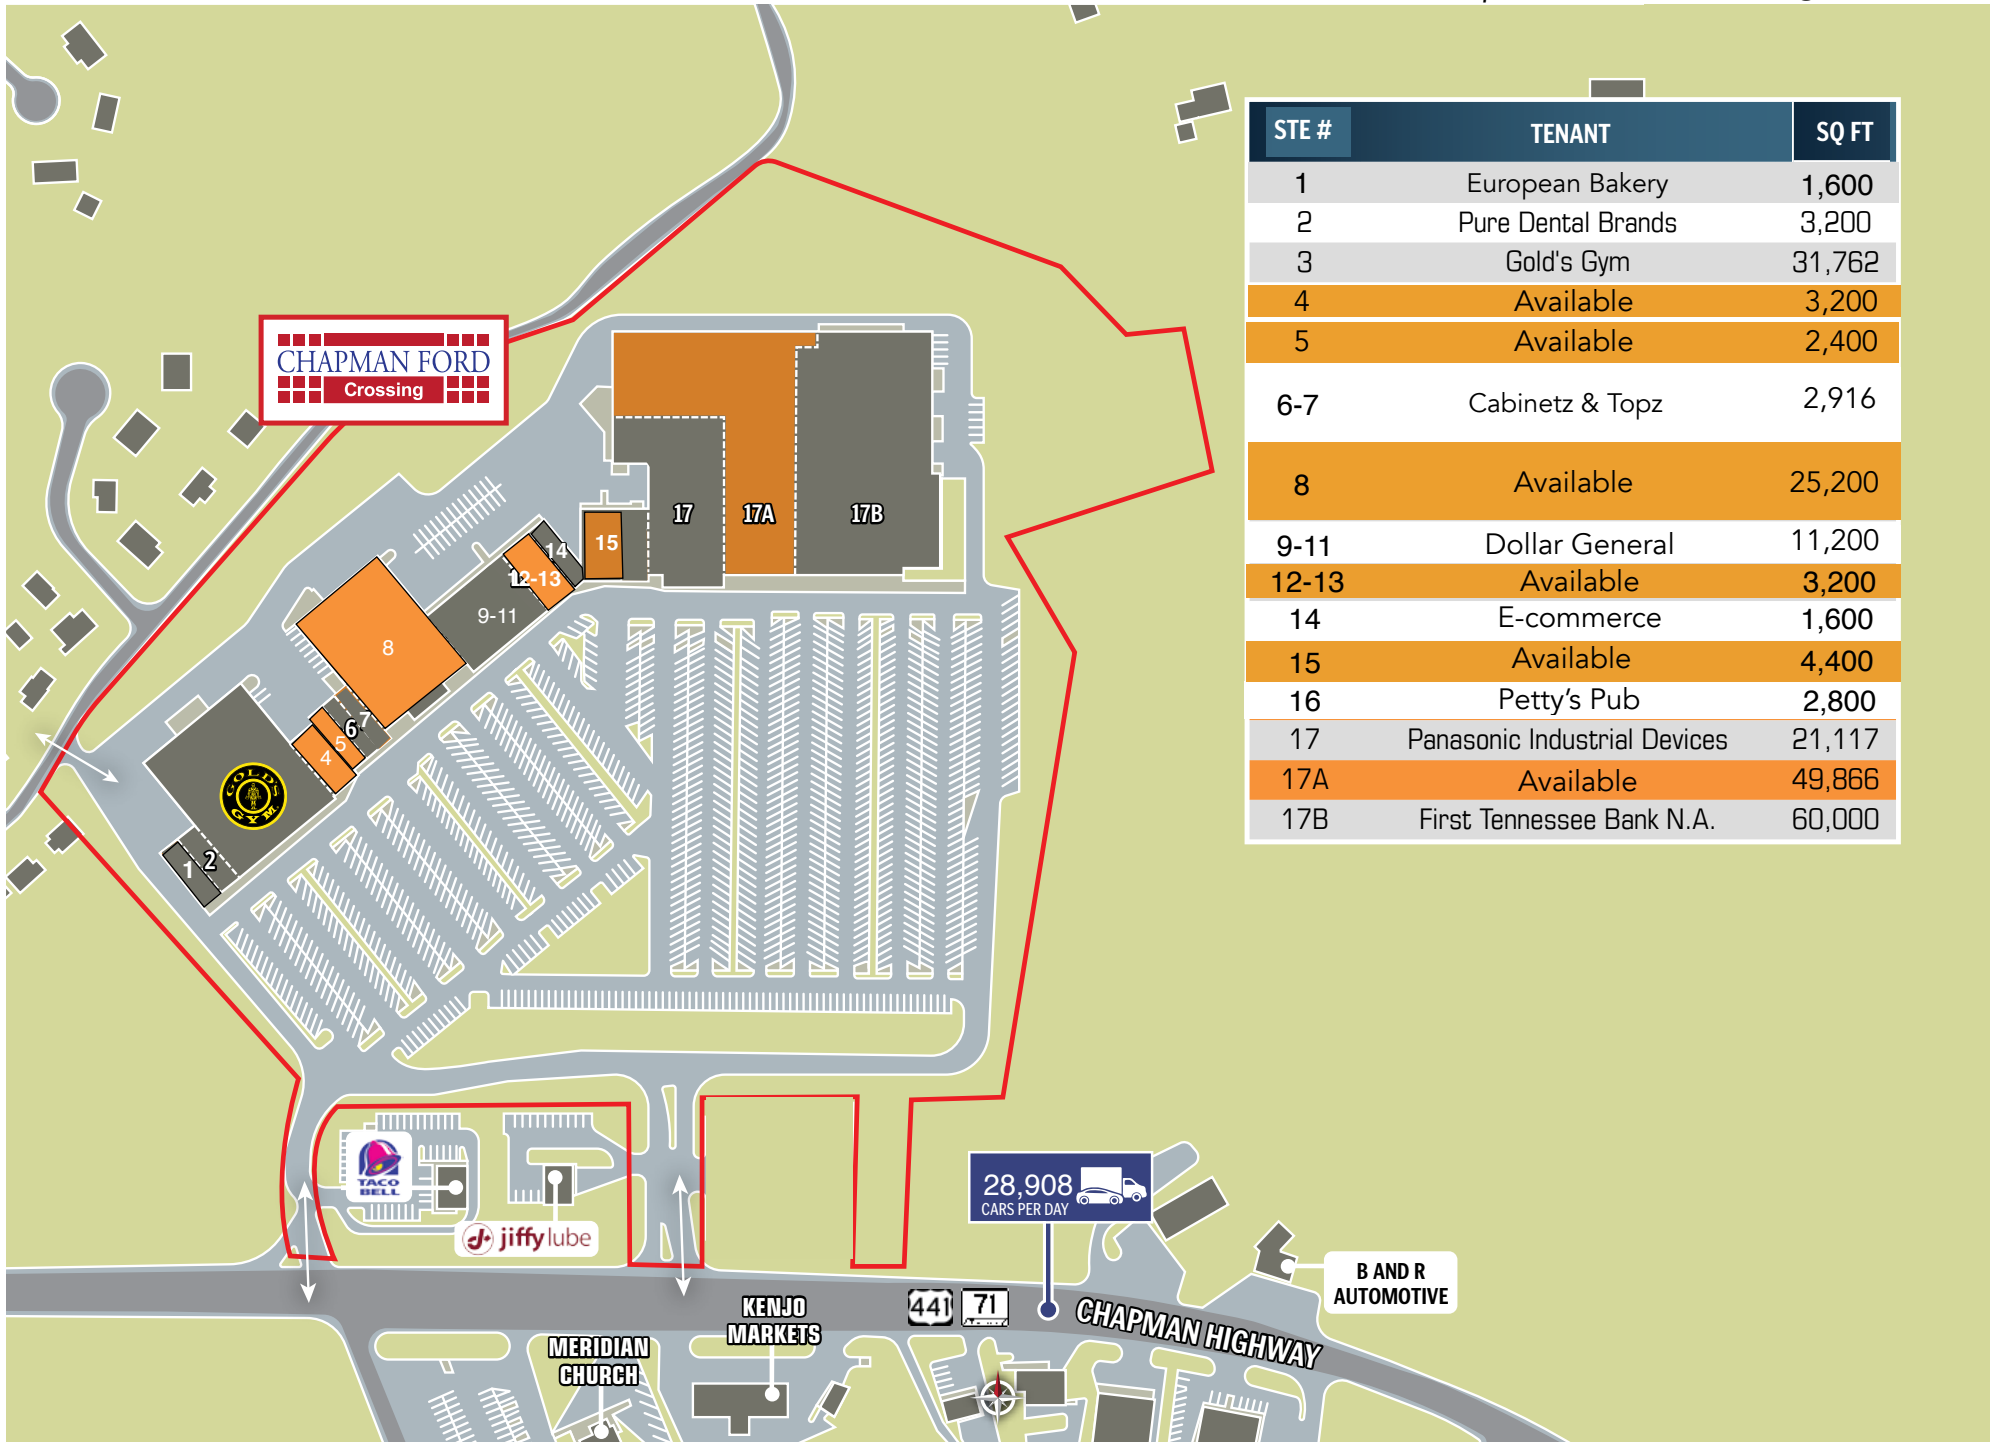 STE # TENANT SQ FT
1 European Bakery 1,600
2 Pure Dental Brands 3,200
3 Gold's Gym 31,762
4 Available 3,200
5 Available 2,400
6-7 Cabinetz & Topz 2,916
8 Available 25,200
9-11 Dollar General 11,200
12-13 Available 3,200
14 E-commerce 1,600
15 Available 4,400
16 Petty's Pub 2,800
17 Panasonic Industrial Devices 21,117
17A Available 49,866
17B First Tennessee Bank N.A. 60,000
CHAPMAN FORD
Crossing
17
17A
17B
15
14
12-13
9-11
8
7
6
5
4
GOLD'S
GYM
2
1
TACO
BELL
jiffy lube
28,908
CARS PER DAY
B AND R
AUTOMOTIVE
441
71
CHAPMAN HIGHWAY
KENJO
MARKETS
MERIDIAN
CHURCH